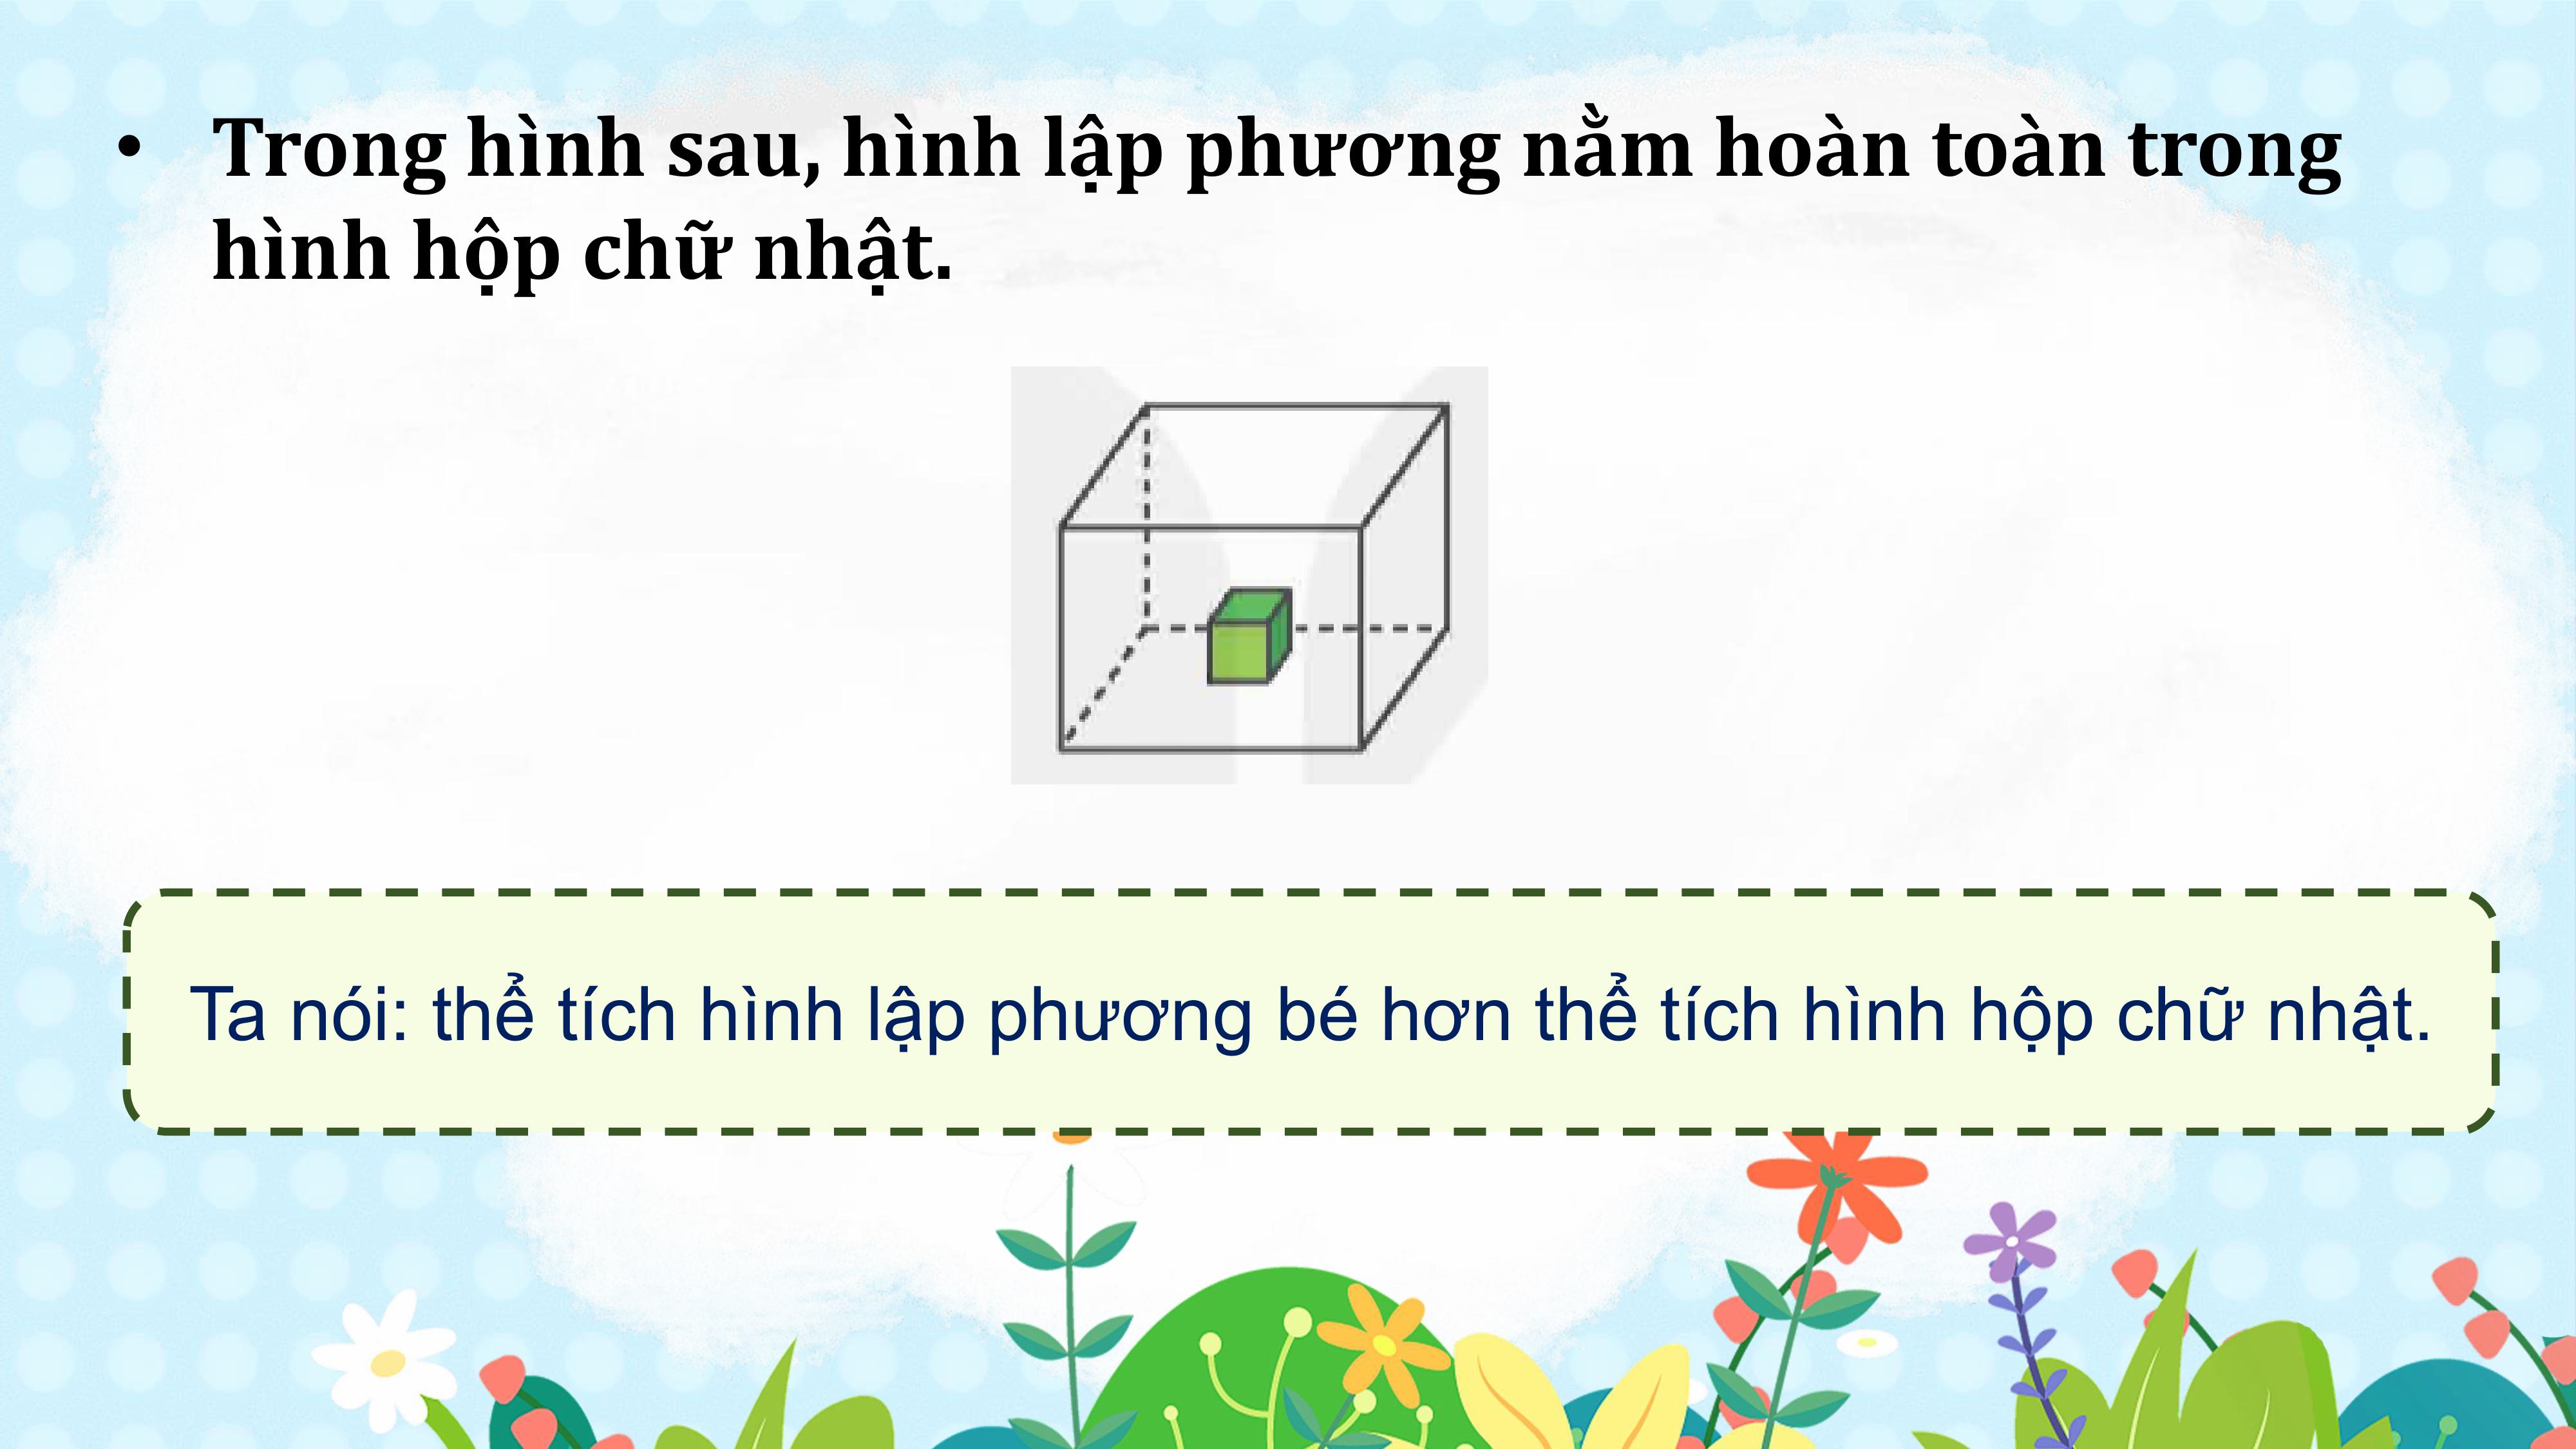 • Trong hình sau, hình lập phương nằm hoàn toàn trong
hình hộp chữ nhật.
Ta nói: thể tích hình lập phương bé hơn thể tích hình hộp chữ nhật.